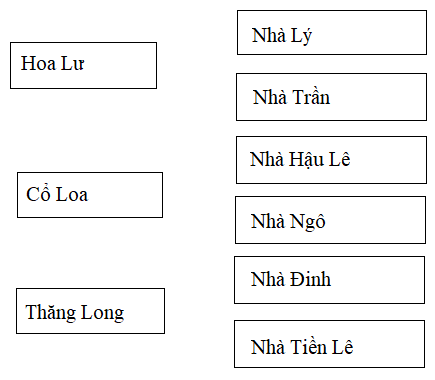 Hoa Lư
Cổ Loa
Thăng Long
Nhà Lý
Nhà Trần
Nhà Hậu Lê
Nhà Ngô
Nhà Đinh
Nhà Tiền Lê